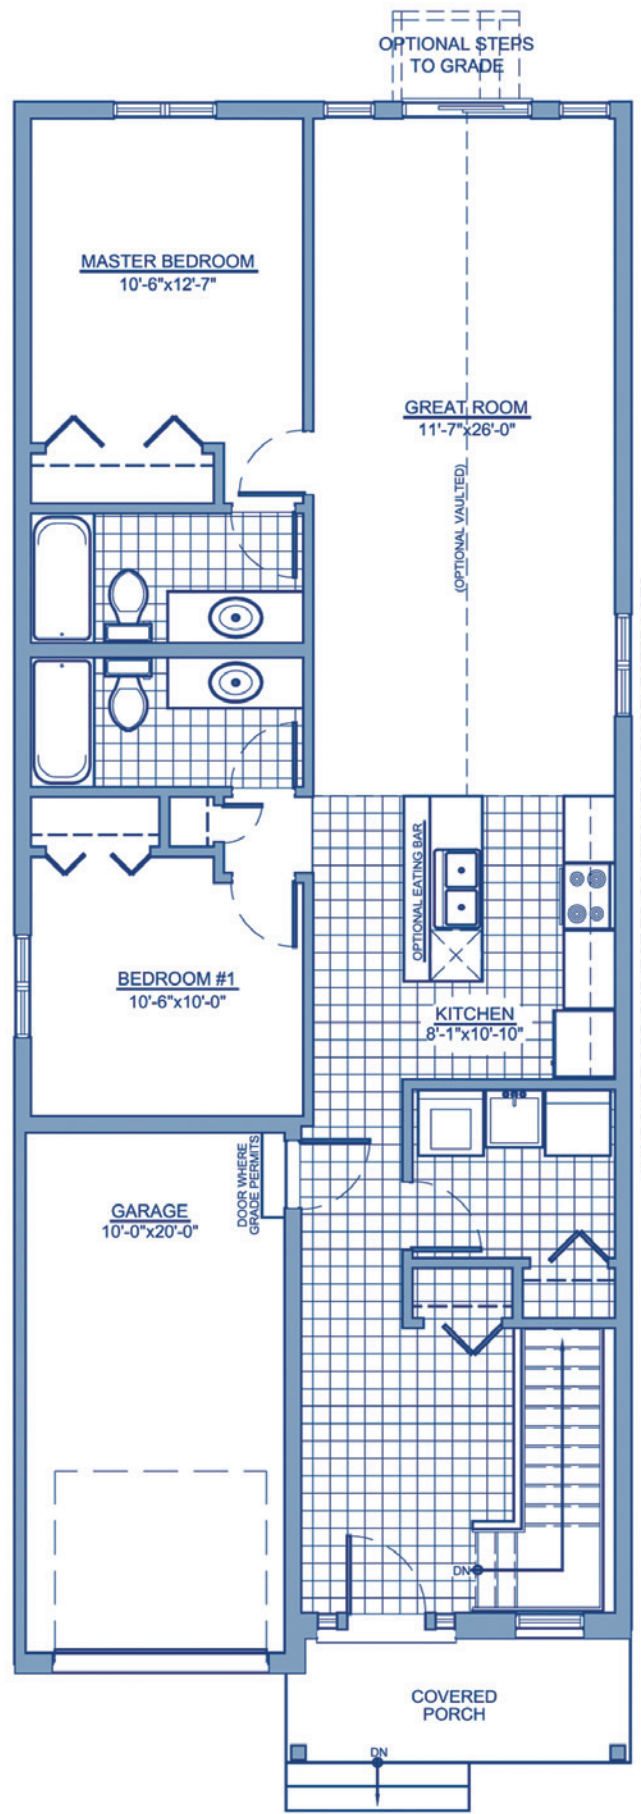 OPTIONAL STEPS
TO GRADE
MASTER BEDROOM
10'-6"x12'-7"
GREAT ROOM
11'-7"x26'-0"
(OPTIONAL VAULTED)
OPTIONAL EATING BAR
BEDROOM #1
10'-6"x10'-0"
KITCHEN
8'-1"x10'-10"
DOOR WHERE
GRADE PERMITS
GARAGE
10'-0"x20'-0"
DN
COVERED
PORCH
DN